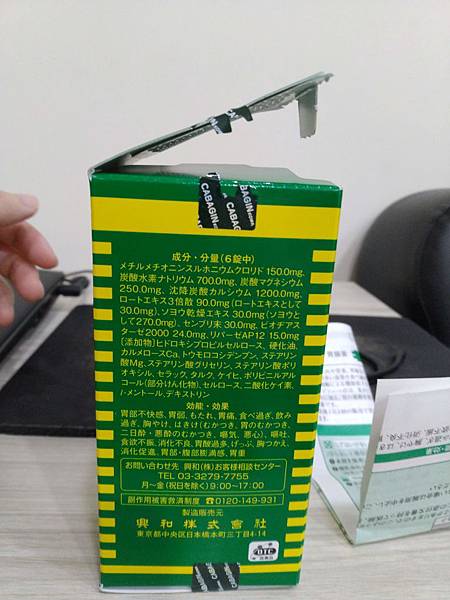 CABAGIN
成分・分量(6錠中)
メチルメチオニンスルホニウムクロリド 150.0mg、
炭酸水素ナトリウム 700.0mg、炭酸マグネシウム
250.0mg、沈降炭酸カルシウム 1200.0mg、
ロートエキス3倍散 90.0mg(ロートエキスとして
30.0mg)、ソヨウ乾燥エキス 30.0mg(ソヨウと
して270.0mg)、センブリ末 30.0mg、ビオヂアス
ターゼ2000 24.0mg、リパーゼAP12 15.0mg
[添加物]ヒドロキシプロピルセルロース、硬化油、
カルメロースCa、トウモロコシデンプン、ステアリン
酸Mg、ステアリン酸グリセリン、ステアリン酸ポリ
オキシル、セラック、タルク、ケイヒ、ポリビニルアル
コール(部分けん化物)、セルロース、二酸化ケイ素、
l-メントール、デキストリン
効能・効果
胃部不快感、胃弱、もたれ、胃痛、食べ過ぎ、飲み
過ぎ、胸やけ、はきけ(むかつき、胃のむかつき、
二日酔・悪酔のむかつき、嘔気、悪心)、嘔吐、
食欲不振、消化不良、胃酸過多、げっぷ、胸つかえ、
消化促進、胃部・腹部膨満感、胃重
お問い合わせ先 興和(株)お客様相談センター
TEL 03-3279-7755
月〜金(祝日を除く)9:00〜17:00
副作用被害救済制度 ☎0120-149-931
製造販売元
興和株式会社
東京都中央区日本橋本町三丁目4-14
OTC
CABAGIN